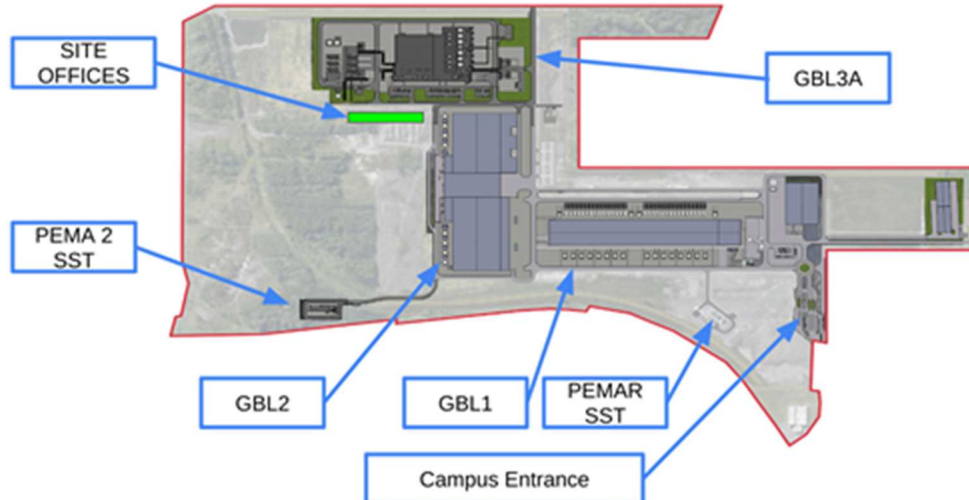 SITE
OFFICES
GBL3A
PEMA 2
SST
GBL2
GBL1
PEMAR
SST
Campus Entrance